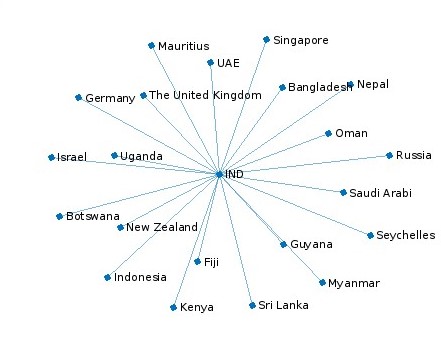 Singapore
Mauritius
UAE
Nepal
Bangladesh
The United Kingdom
Germany
Oman
Russia
Israel
Uganda
IND
Saudi Arabi
Botswana
New Zealand
Seychelles
Guyana
Fiji
Indonesia
Myanmar
Kenya
Sri Lanka